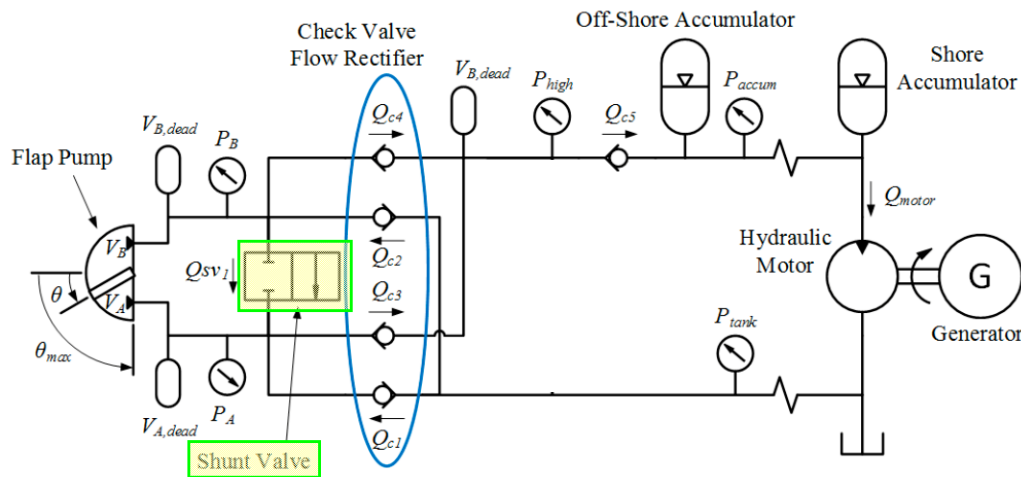 Check Valve
Flow Rectifier
Off-Shore Accumulator
Shore
Accumulator
V_B,dead
P_high
P_accum
Q_c4
Q_c5
V_B,dead
P_B
Flap Pump
V_B
V_A
θ
θ_max
Qsv_1
Q_c2
Q_c3
Q_motor
Hydraulic
Motor
G
Generator
P_tank
V_A,dead
P_A
Q_c1
Shunt Valve